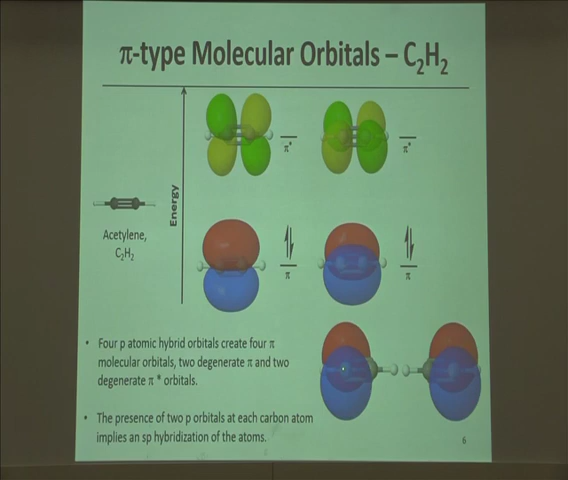 π-type Molecular Orbitals – C₂H₂
Energy
π*
π*
Acetylene,
C₂H₂
π
π
• Four p atomic hybrid orbitals create four π
molecular orbitals, two degenerate π and two
degenerate π * orbitals.
• The presence of two p orbitals at each carbon atom
implies an sp hybridization of the atoms.
6